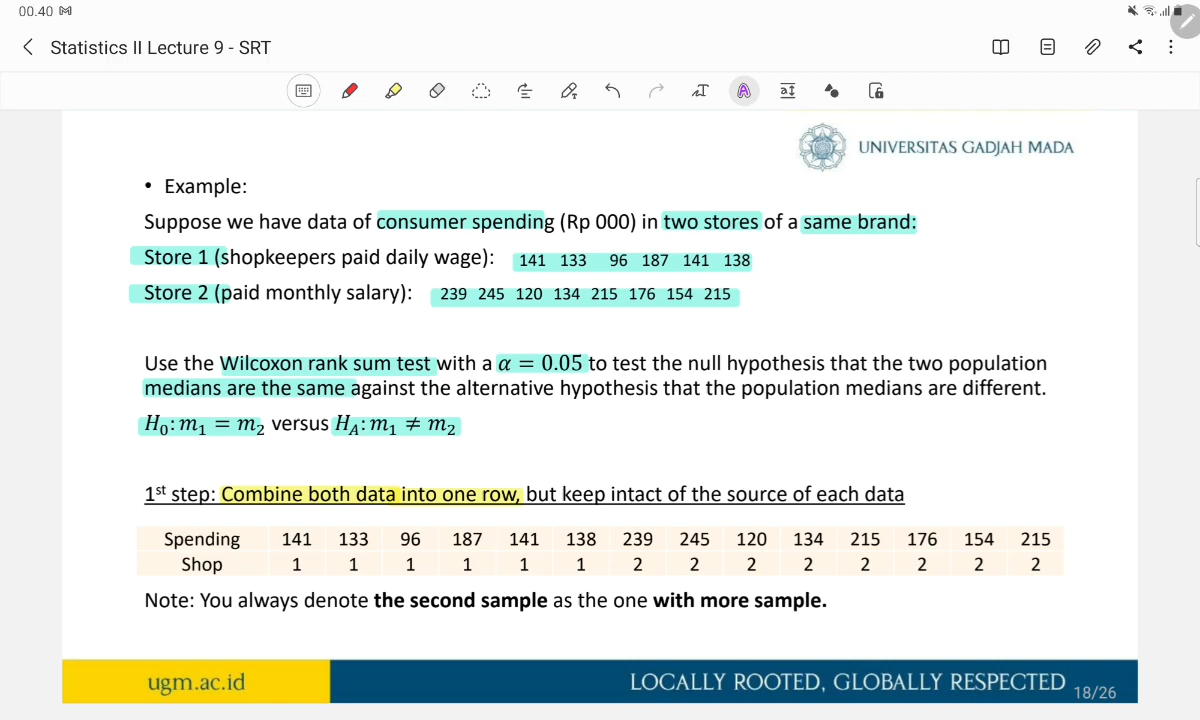 00.40
Statistics II Lecture 9 - SRT
UNIVERSITAS GADJAH MADA
• Example:
Suppose we have data of consumer spending (Rp 000) in two stores of a same brand:
Store 1 (shopkeepers paid daily wage): 141 133 96 187 141 138
Store 2 (paid monthly salary): 239 245 120 134 215 176 154 215
Use the Wilcoxon rank sum test with a α = 0.05 to test the null hypothesis that the two population
medians are the same against the alternative hypothesis that the population medians are different.
H₀: m₁ = m₂ versus H_A: m₁ ≠ m₂
1st step: Combine both data into one row, but keep intact of the source of each data
Spending 141 133 96 187 141 138 239 245 120 134 215 176 154 215
Shop 1 1 1 1 1 1 2 2 2 2 2 2 2 2
Note: You always denote the second sample as the one with more sample.
ugm.ac.id
LOCALLY ROOTED, GLOBALLY RESPECTED
18/26